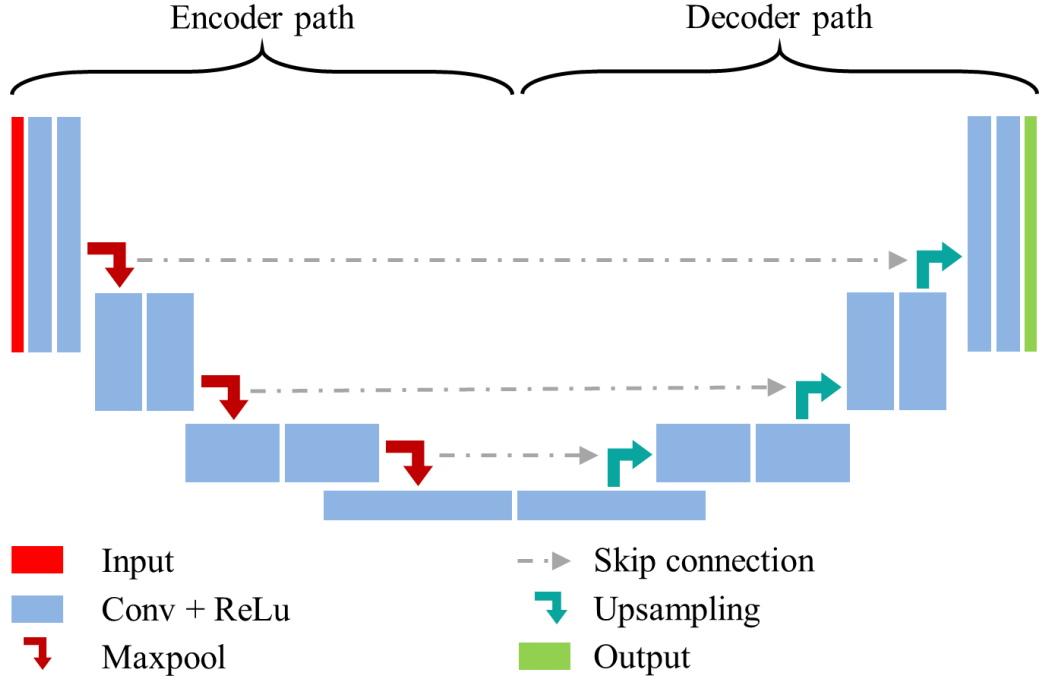 Encoder path
Decoder path
Input
Conv + ReLu
Maxpool
Skip connection
Upsampling
Output